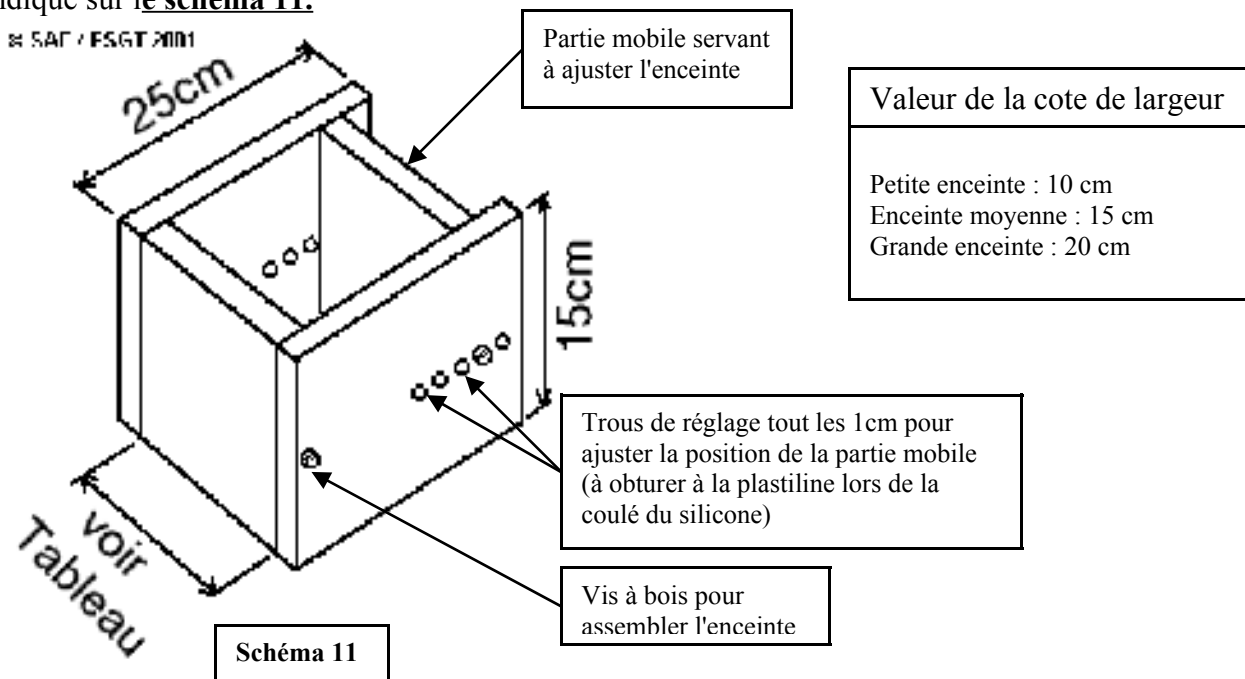 indiqué sur le schéma 11.
© SAF / FSGT 2001
25cm
Partie mobile servant
à ajuster l'enceinte
Valeur de la cote de largeur
Petite enceinte : 10 cm
Enceinte moyenne : 15 cm
Grande enceinte : 20 cm
15cm
Trous de réglage tout les 1cm pour
ajuster la position de la partie mobile
(à obturer à la plastiline lors de la
coulé du silicone)
voir
Tableau
Vis à bois pour
assembler l'enceinte
Schéma 11